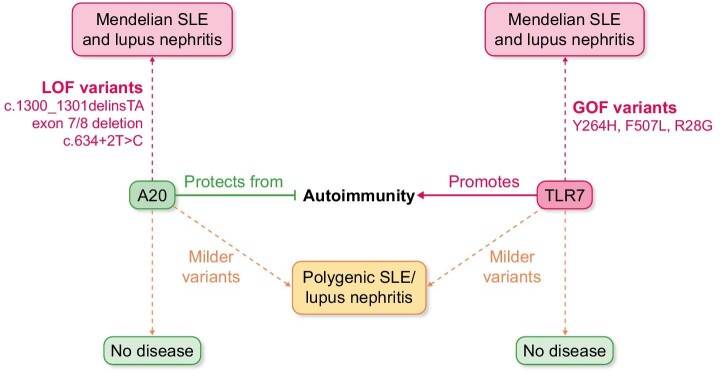 Mendelian SLE
and lupus nephritis
Mendelian SLE
and lupus nephritis
LOF variants
c.1300_1301delinsTA
exon 7/8 deletion
c.634+2T>C
GOF variants
Y264H, F507L, R28G
A20
Protects from
Autoimmunity
Promotes
TLR7
Milder
variants
Milder
variants
Polygenic SLE/
lupus nephritis
No disease
No disease